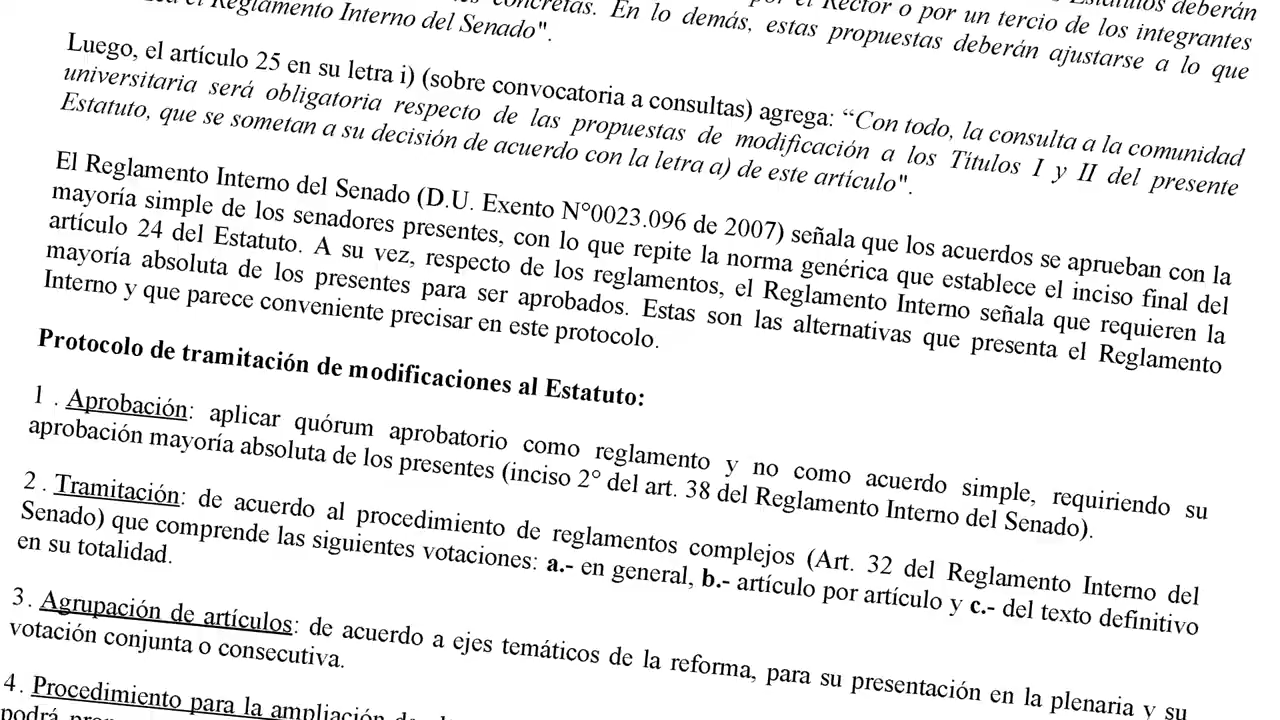 Estatutos deberán
concretas. En lo demás, estas propuestas deberán ajustarse a lo que
el Rector o por un tercio de los integrantes
Reglamento Interno del Senado".
Luego, el artículo 25 en su letra i) (sobre convocatoria a consultas) agrega: “Con todo, la consulta a la comunidad
universitaria será obligatoria respecto de las propuestas de modificación a los Títulos I y II del presente
Estatuto, que se sometan a su decisión de acuerdo con la letra a) de este artículo".
El Reglamento Interno del Senado (D.U. Exento N°0023.096 de 2007) señala que los acuerdos se aprueban con la
mayoría simple de los senadores presentes, con lo que repite la norma genérica que establece el inciso final del
artículo 24 del Estatuto. A su vez, respecto de los reglamentos, el Reglamento Interno señala que requieren la
mayoría absoluta de los presentes para ser aprobados. Estas son las alternativas que presenta el Reglamento
Interno y que parece conveniente precisar en este protocolo.
Protocolo de tramitación de modificaciones al Estatuto:
1 . Aprobación: aplicar quórum aprobatorio como reglamento y no como acuerdo simple, requiriendo su
aprobación mayoría absoluta de los presentes (inciso 2° del art. 38 del Reglamento Interno del Senado).
2 . Tramitación: de acuerdo al procedimiento de reglamentos complejos (Art. 32 del Reglamento Interno del
Senado) que comprende las siguientes votaciones: a.- en general, b.- artículo por artículo y c.- del texto definitivo
en su totalidad.
3. Agrupación de artículos: de acuerdo a ejes temáticos de la reforma, para su presentación en la plenaria y su
votación conjunta o consecutiva.
4. Procedimiento para la ampliación
podrá